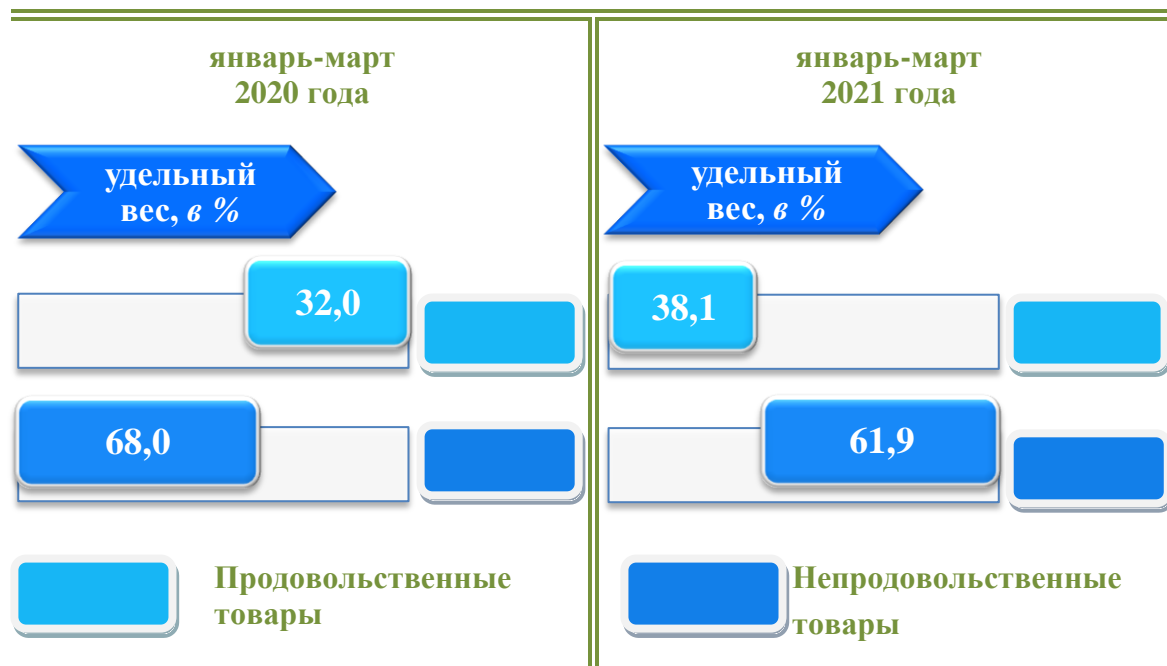 январь-март
2020 года
удельный
вес, в %
32,0
68,0
январь-март
2021 года
удельный
вес, в %
38,1
61,9
Продовольственные
товары
Непродовольственные
товары